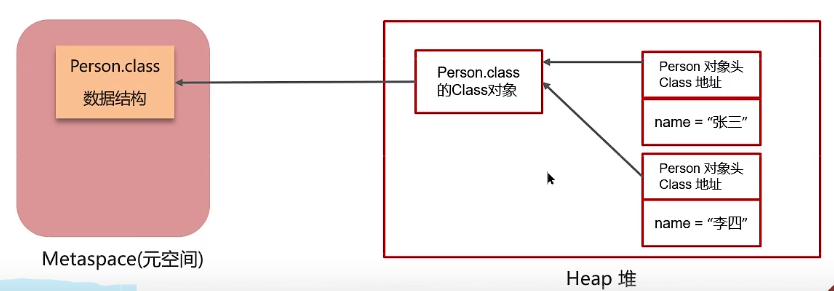 Person.class
数据结构
Metaspace(元空间)
Person.class
的Class对象
Person 对象头
Class 地址
name = “张三”
Person 对象头
Class 地址
name = “李四”
Heap 堆